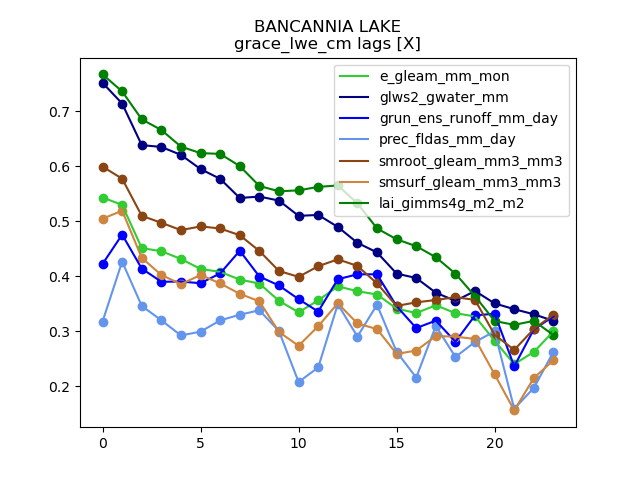 BANCANNIA LAKE
grace_lwe_cm lags [X]
e_gleam_mm_mon
glws2_gwater_mm
grun_ens_runoff_mm_day
prec_fldas_mm_day
smroot_gleam_mm3_mm3
smsurf_gleam_mm3_mm3
lai_gimms4g_m2_m2
0.7
0.6
0.5
0.4
0.3
0.2
0 5 10 15 20